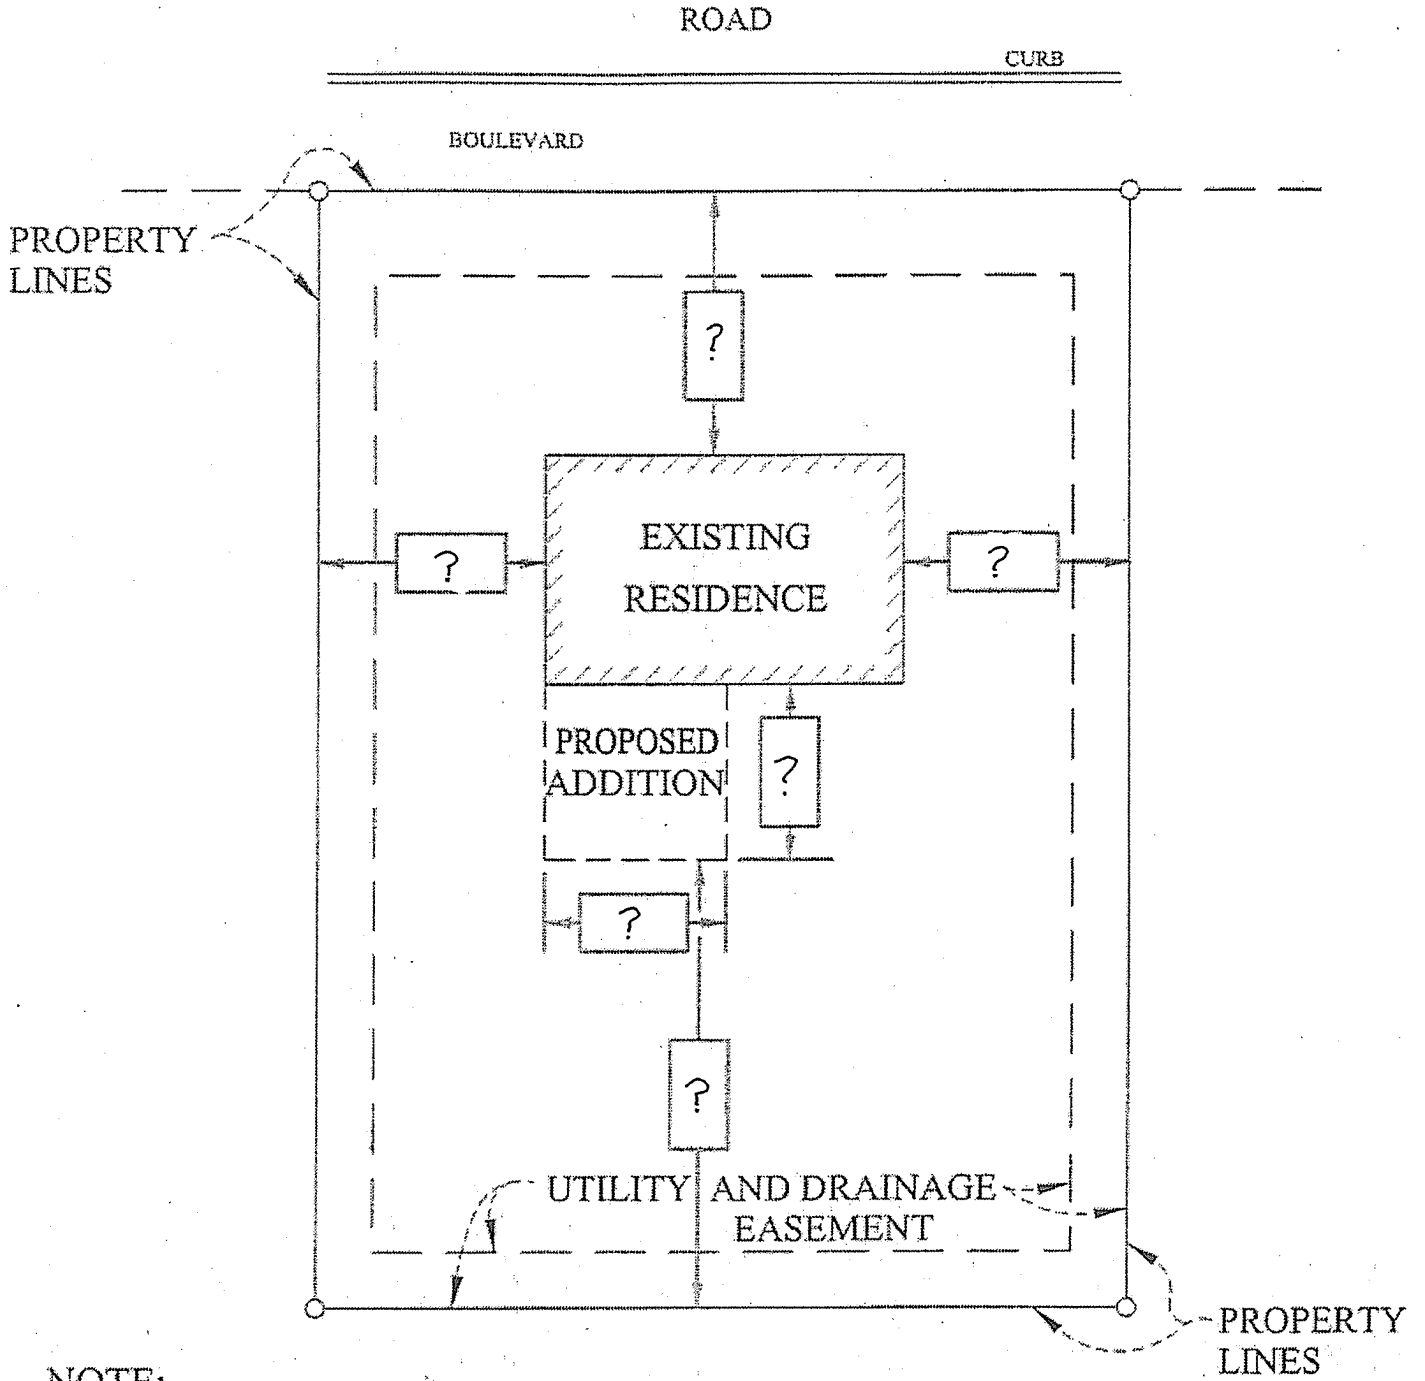 ROAD
CURB
BOULEVARD
PROPERTY
LINES
?
EXISTING
RESIDENCE
?
?
PROPOSED
ADDITION
?
?
?
UTILITY AND DRAINAGE
EASEMENT
PROPERTY
LINES
NOTE: